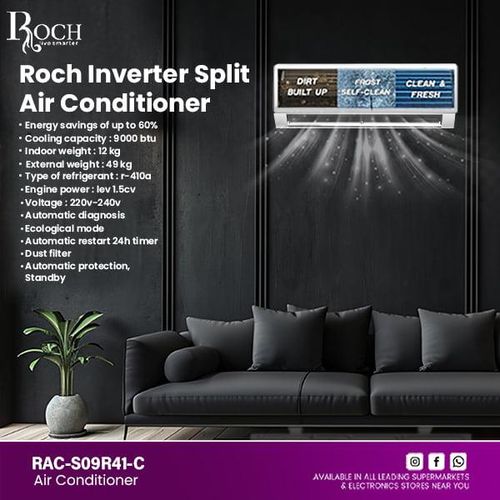 ROCH
live smarter
Roch Inverter Split
Air Conditioner
• Energy savings of up to 60%
• Cooling capacity : 9000 btu
• Indoor weight : 12 kg
• External weight : 49 kg
• Type of refrigerant : r-410a
• Engine power : lev 1.5cv
• Voltage : 220v-240v
• Automatic diagnosis
• Ecological mode
• Automatic restart 24h timer
• Dust filter
• Automatic protection,
Standby
DIRT
BUILT UP
FROST
SELF-CLEAN
CLEAN &
FRESH
RAC-S09R41-C
Air Conditioner
AVAILABLE IN ALL LEADING SUPERMARKETS
& ELECTRONICS STORES NEAR YOU